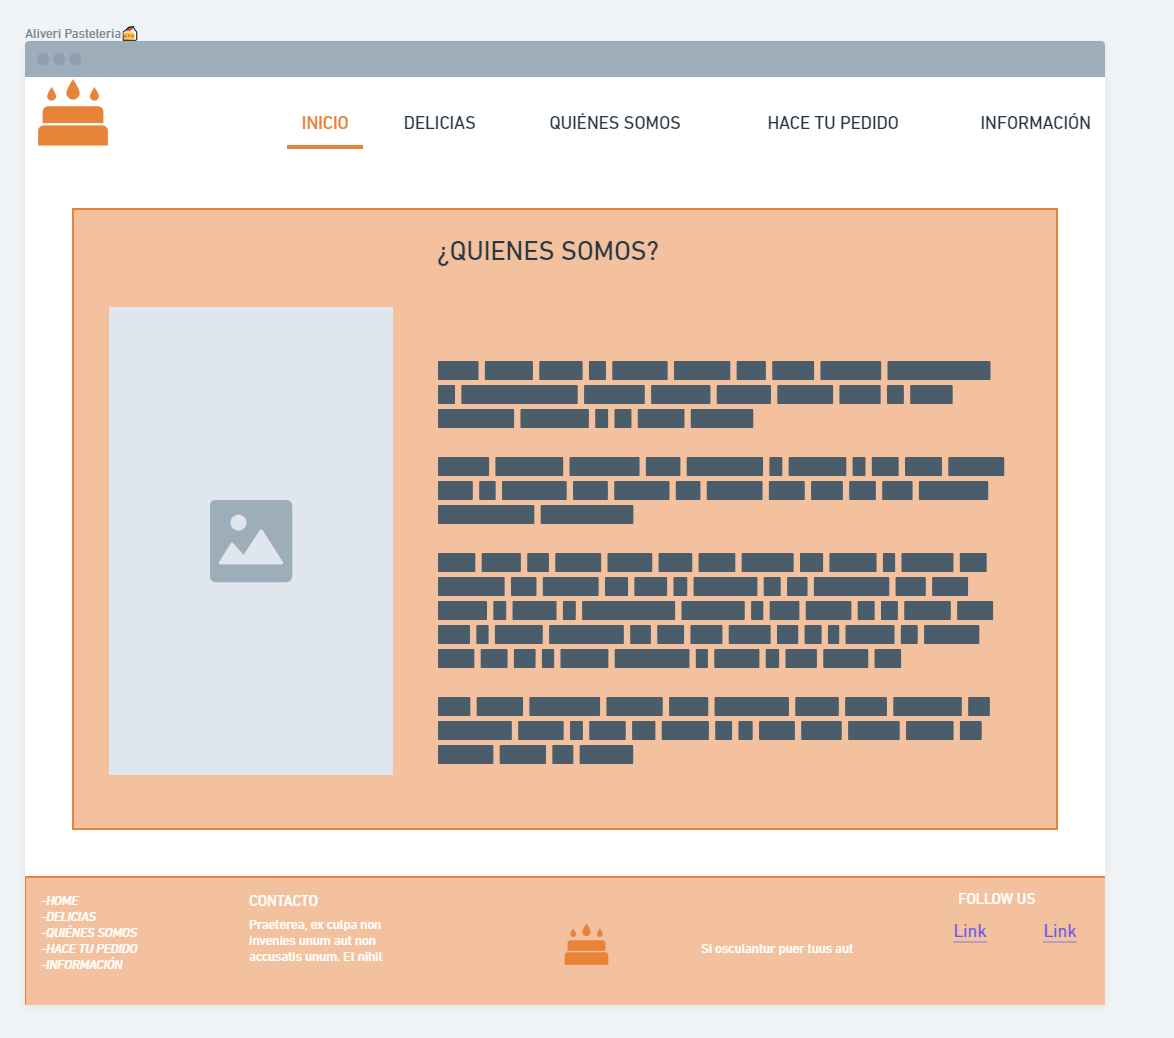 Aliveri Pasteleria
INICIO
DELICIAS
QUIÉNES SOMOS
HACE TU PEDIDO
INFORMACIÓN
¿QUIENES SOMOS?
-HOME
-DELICIAS
-QUIÉNES SOMOS
-HACE TU PEDIDO
-INFORMACIÓN
CONTACTO
Praeterea, ex culpa non
invenies unum aut non
accusatis unum. Et nihil
Si osculantur puer tuus aut
FOLLOW US
Link
Link